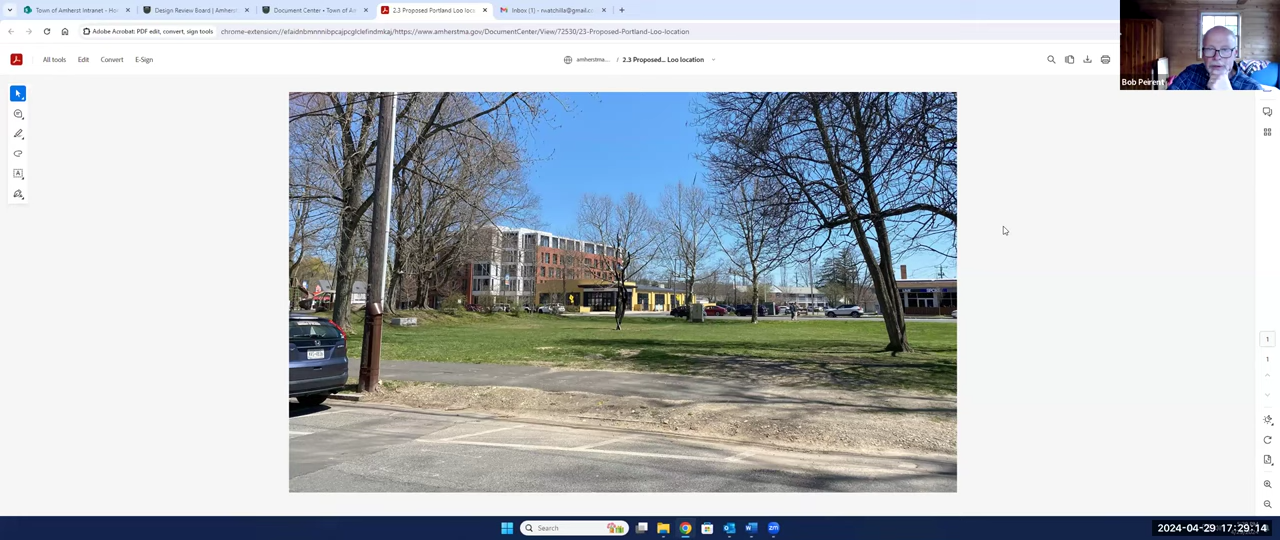 Town of Amherst Intranet - Ho
Design Review Board | Amherst
Document Center • Town of A
2.3 Proposed Portland Loo loc
Inbox (1) - nwatchilla@gmail.co
Adobe Acrobat: PDF edit, convert, sign tools
chrome-extension://efaidnbmnnnibpcajpcglclefindmkaj/https://www.amherstma.gov/DocumentCenter/View/72530/23-Proposed-Portland-Loo-location
All tools Edit Convert E-Sign
amherstma... / 2.3 Proposed... Loo location
Bob Peirent
1
1
Search
2024-04-29 17:29:14